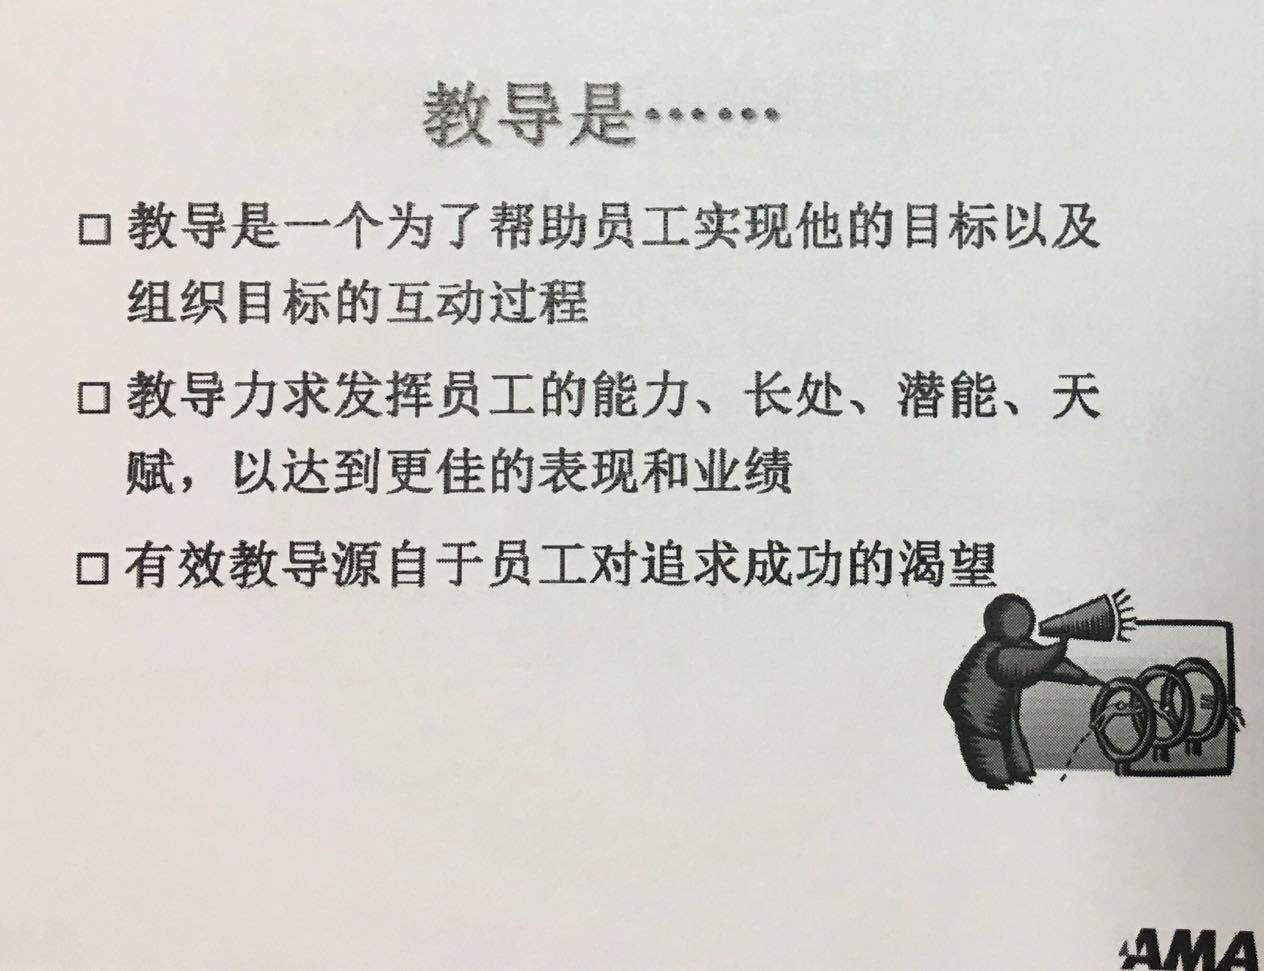 教导是……
教导是一个为了帮助员工实现他的目标以及
组织目标的互动过程
教导力求发挥员工的能力、长处、潜能、天
赋，以达到更佳的表现和业绩
有效教导源自于员工对追求成功的渴望
AMA